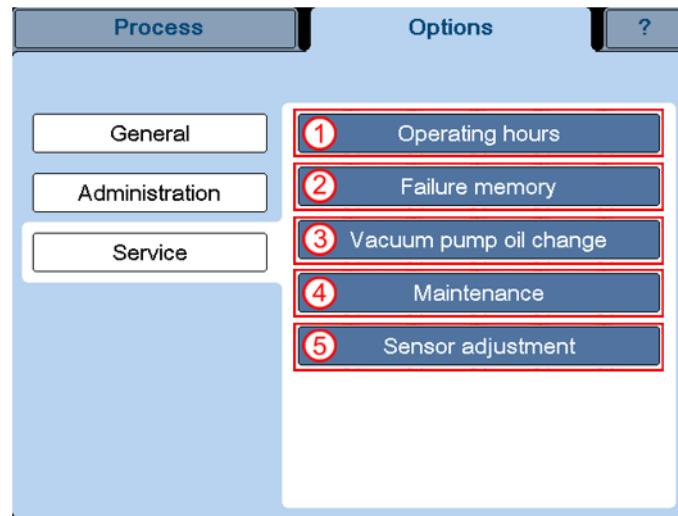 Process Options ?
General
Administration
Service
1 Operating hours
2 Failure memory
3 Vacuum pump oil change
4 Maintenance
5 Sensor adjustment